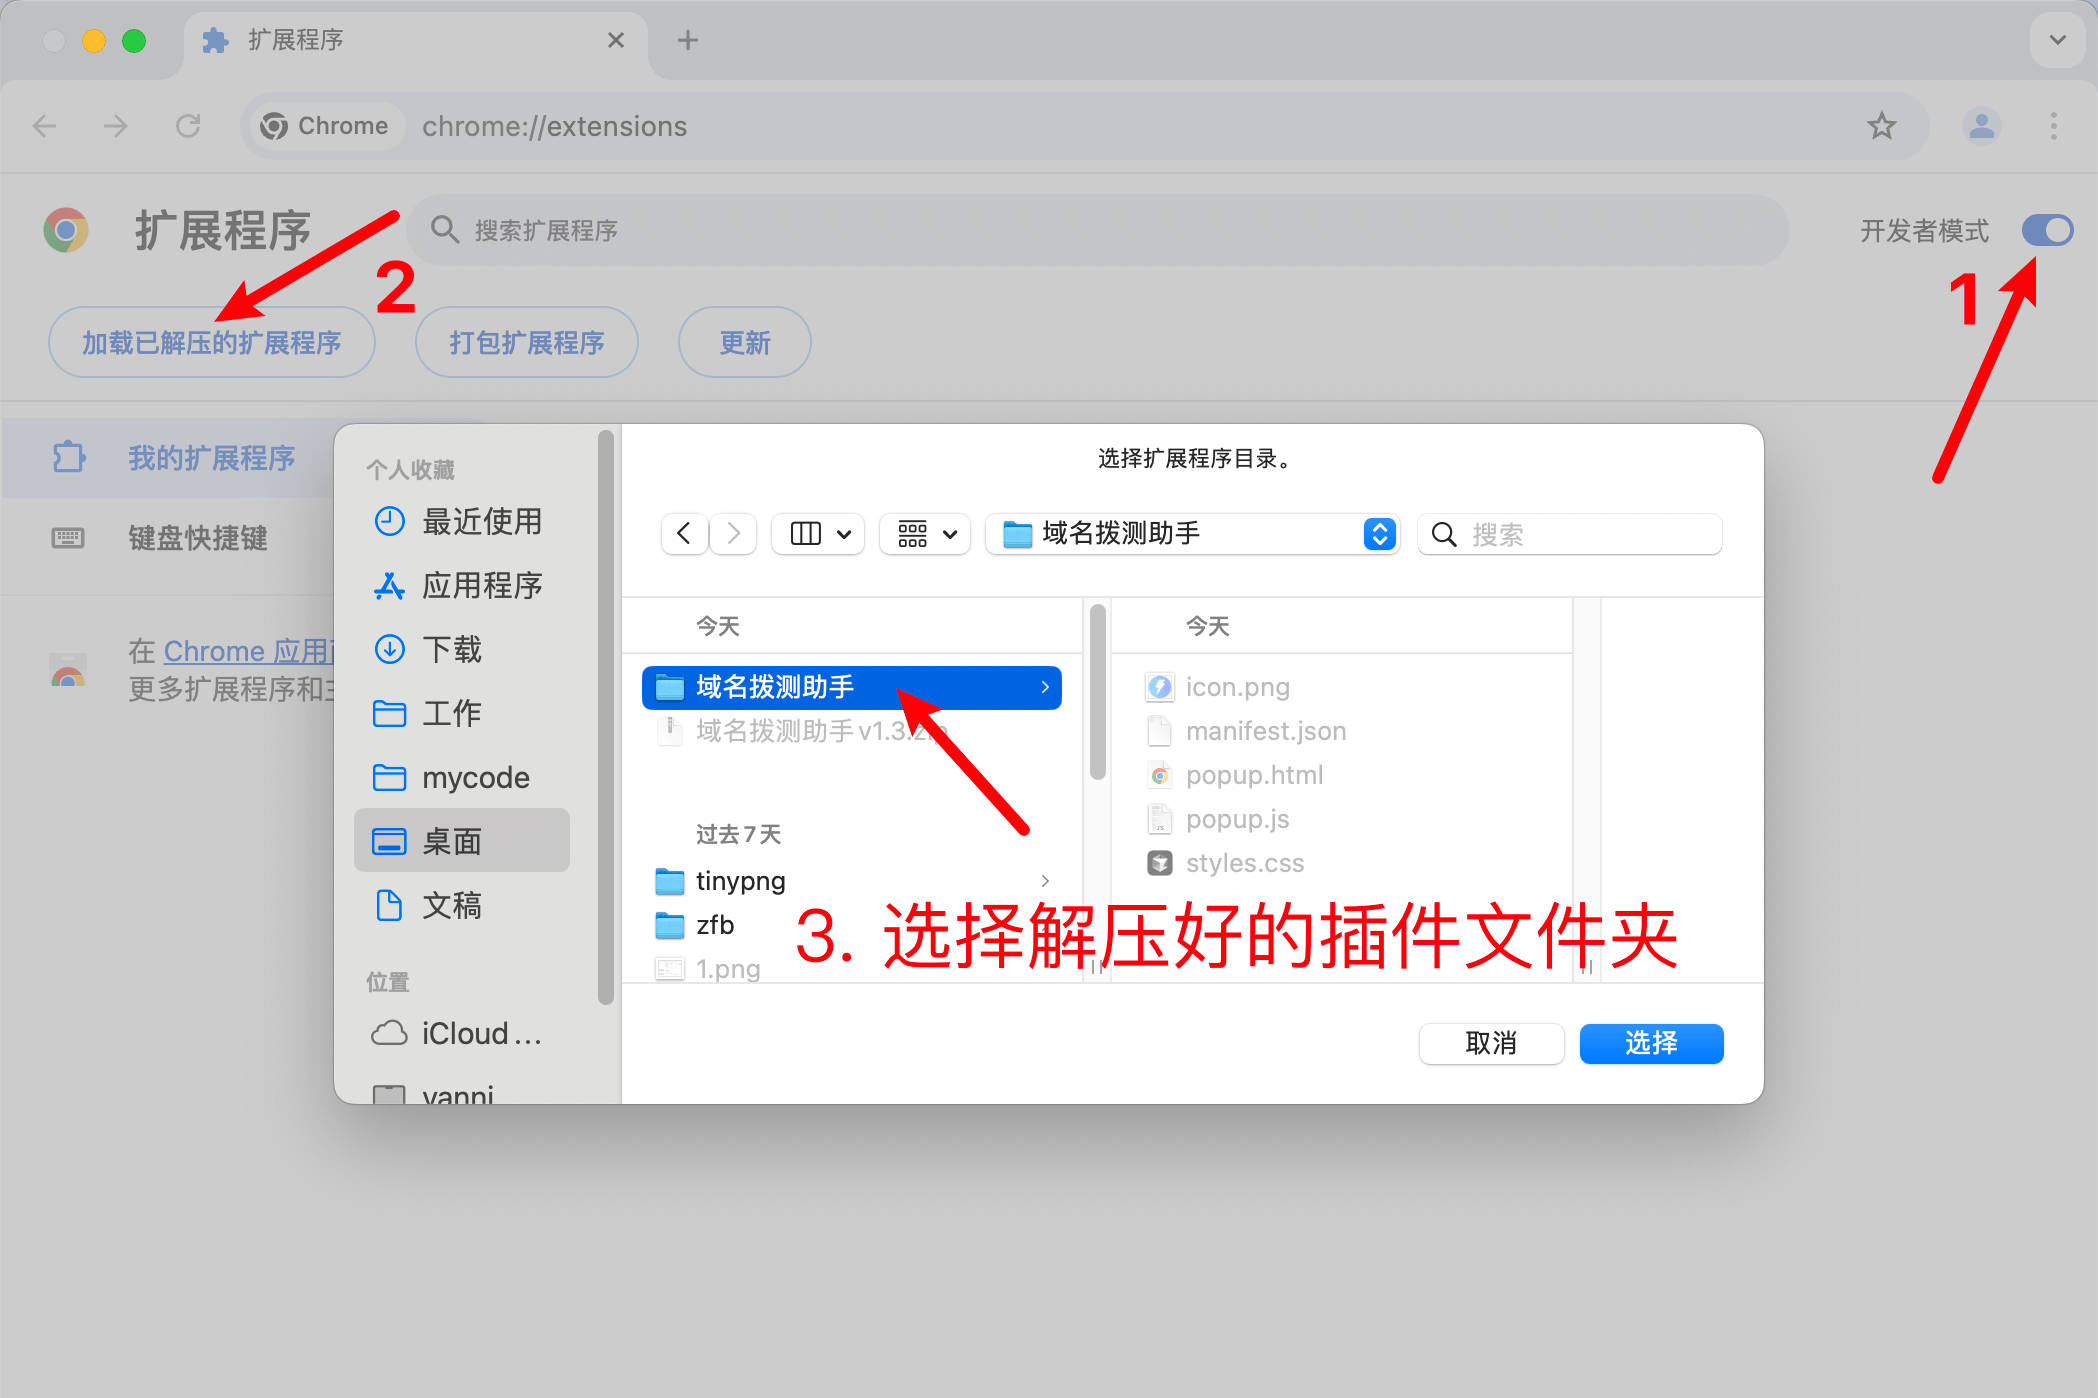 扩展程序
Chrome
chrome://extensions
扩展程序
搜索扩展程序
开发者模式
2
1
加载已解压的扩展程序
打包扩展程序
更新
我的扩展程序
键盘快捷键
在 Chrome 应用
更多扩展程序和
个人收藏
最近使用
应用程序
下载
工作
mycode
桌面
文稿
位置
iCloud...
yanni
选择扩展程序目录。
域名拨测助手
搜索
今天
域名拨测助手
域名拨测助手v1.3.zip
过去7天
tinypng
zfb
1.png
今天
icon.png
manifest.json
popup.html
popup.js
styles.css
3. 选择解压好的插件文件夹
取消
选择